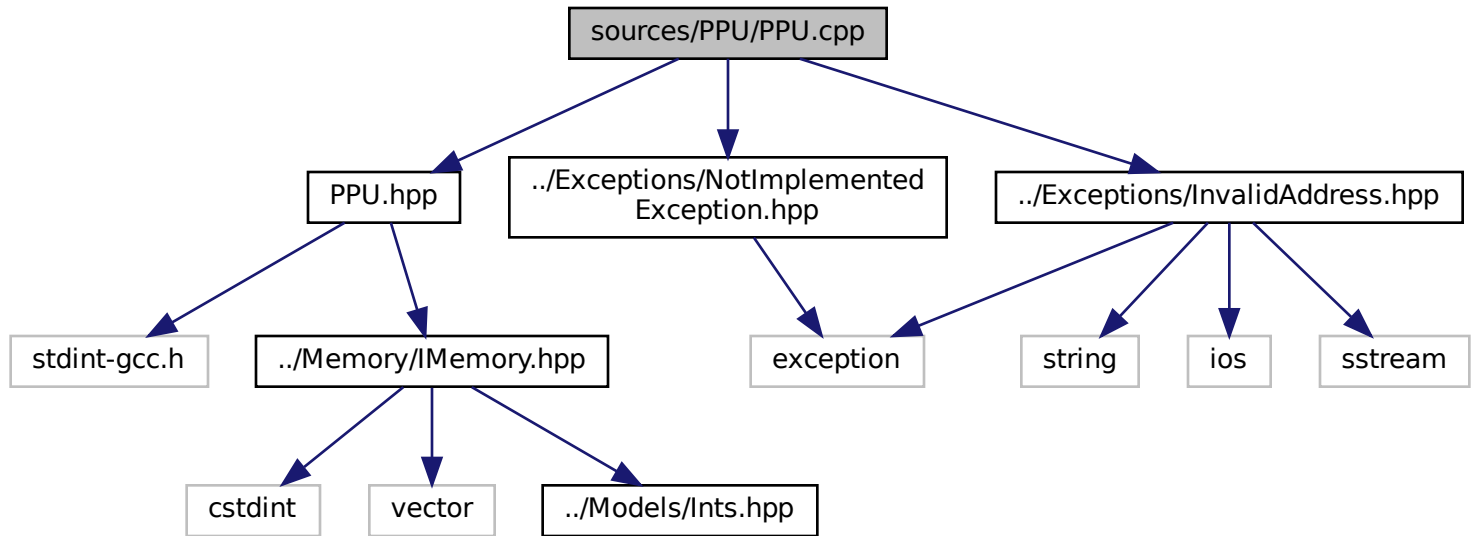 sources/PPU/PPU.cpp
PPU.hpp
../Exceptions/NotImplemented
Exception.hpp
../Exceptions/InvalidAddress.hpp
stdint-gcc.h
../Memory/IMemory.hpp
exception
string
ios
sstream
cstdint
vector
../Models/Ints.hpp